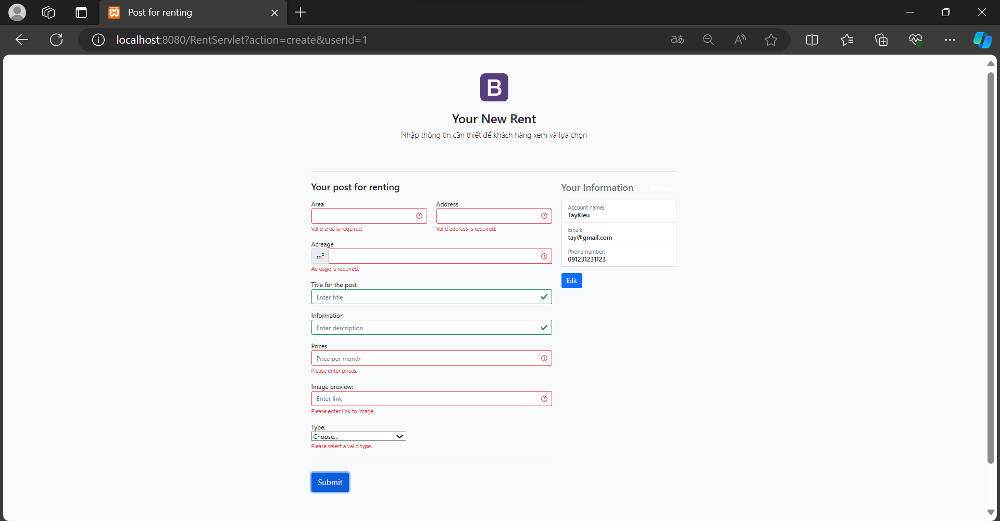 Post for renting
localhost:8080/RentServlet?action=create&userId=1
aあ
A
B
Your New Rent
Nhập thông tin cần thiết để khách hàng xem và lựa chọn
Your post for renting
Your Information
Owner
Area
Address
Valid area is required.
Valid address is required.
Acreage
m²
Acreage is required.
Title for the post
Enter title
Information
Enter description
Prices
Price per month
Please enter prices.
Image preview:
Enter link
Please enter link to image.
Type:
Choose...
Please select a valid type.
Submit
Account name:
TayKieu
Email:
tay@gmail.com
Phone number:
091231231123
Edit